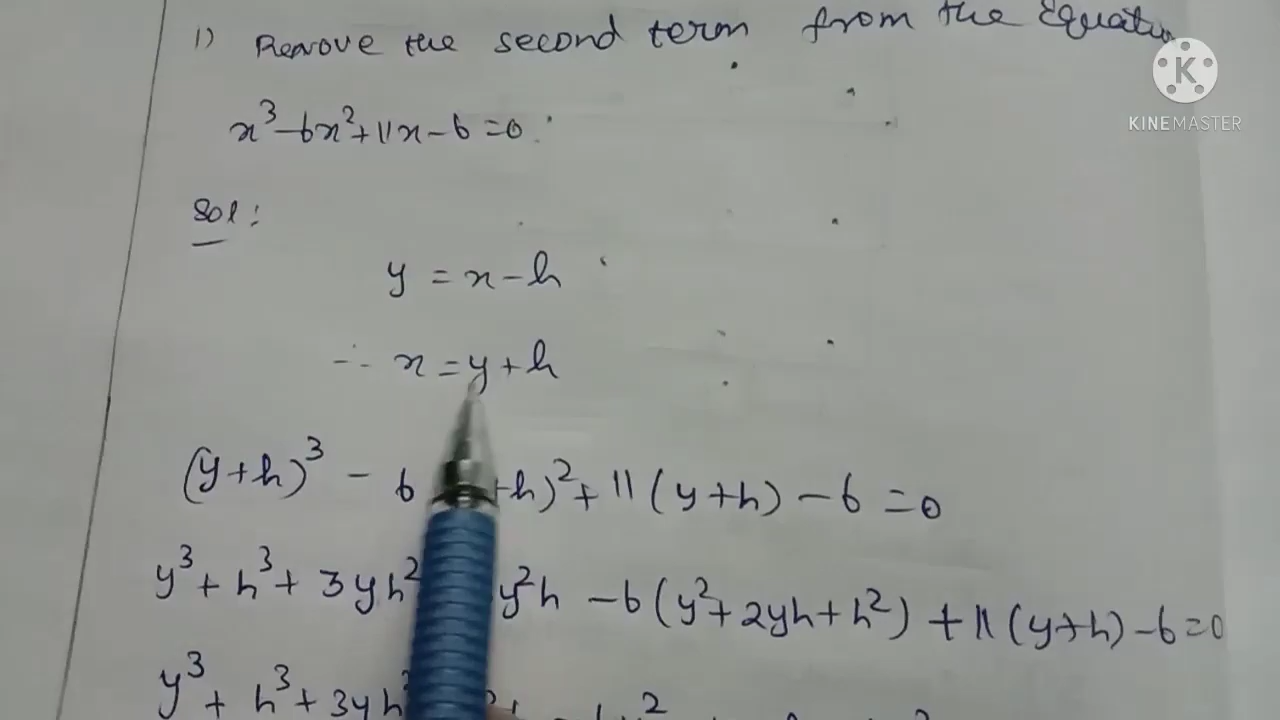 1) Remove the second term from the Equation
x³ - 6x² + 11x - 6 = 0.
Sol:
y = x - h
∴ x = y + h
(y+h)³ - 6 +h)² + 11(y+h) - 6 = 0
y³ + h³ + 3yh² y²h - 6(y² + 2yh + h²) + 11(y+h) - 6 = 0
y³ + h³ + 3yh²
K
KINEMASTER